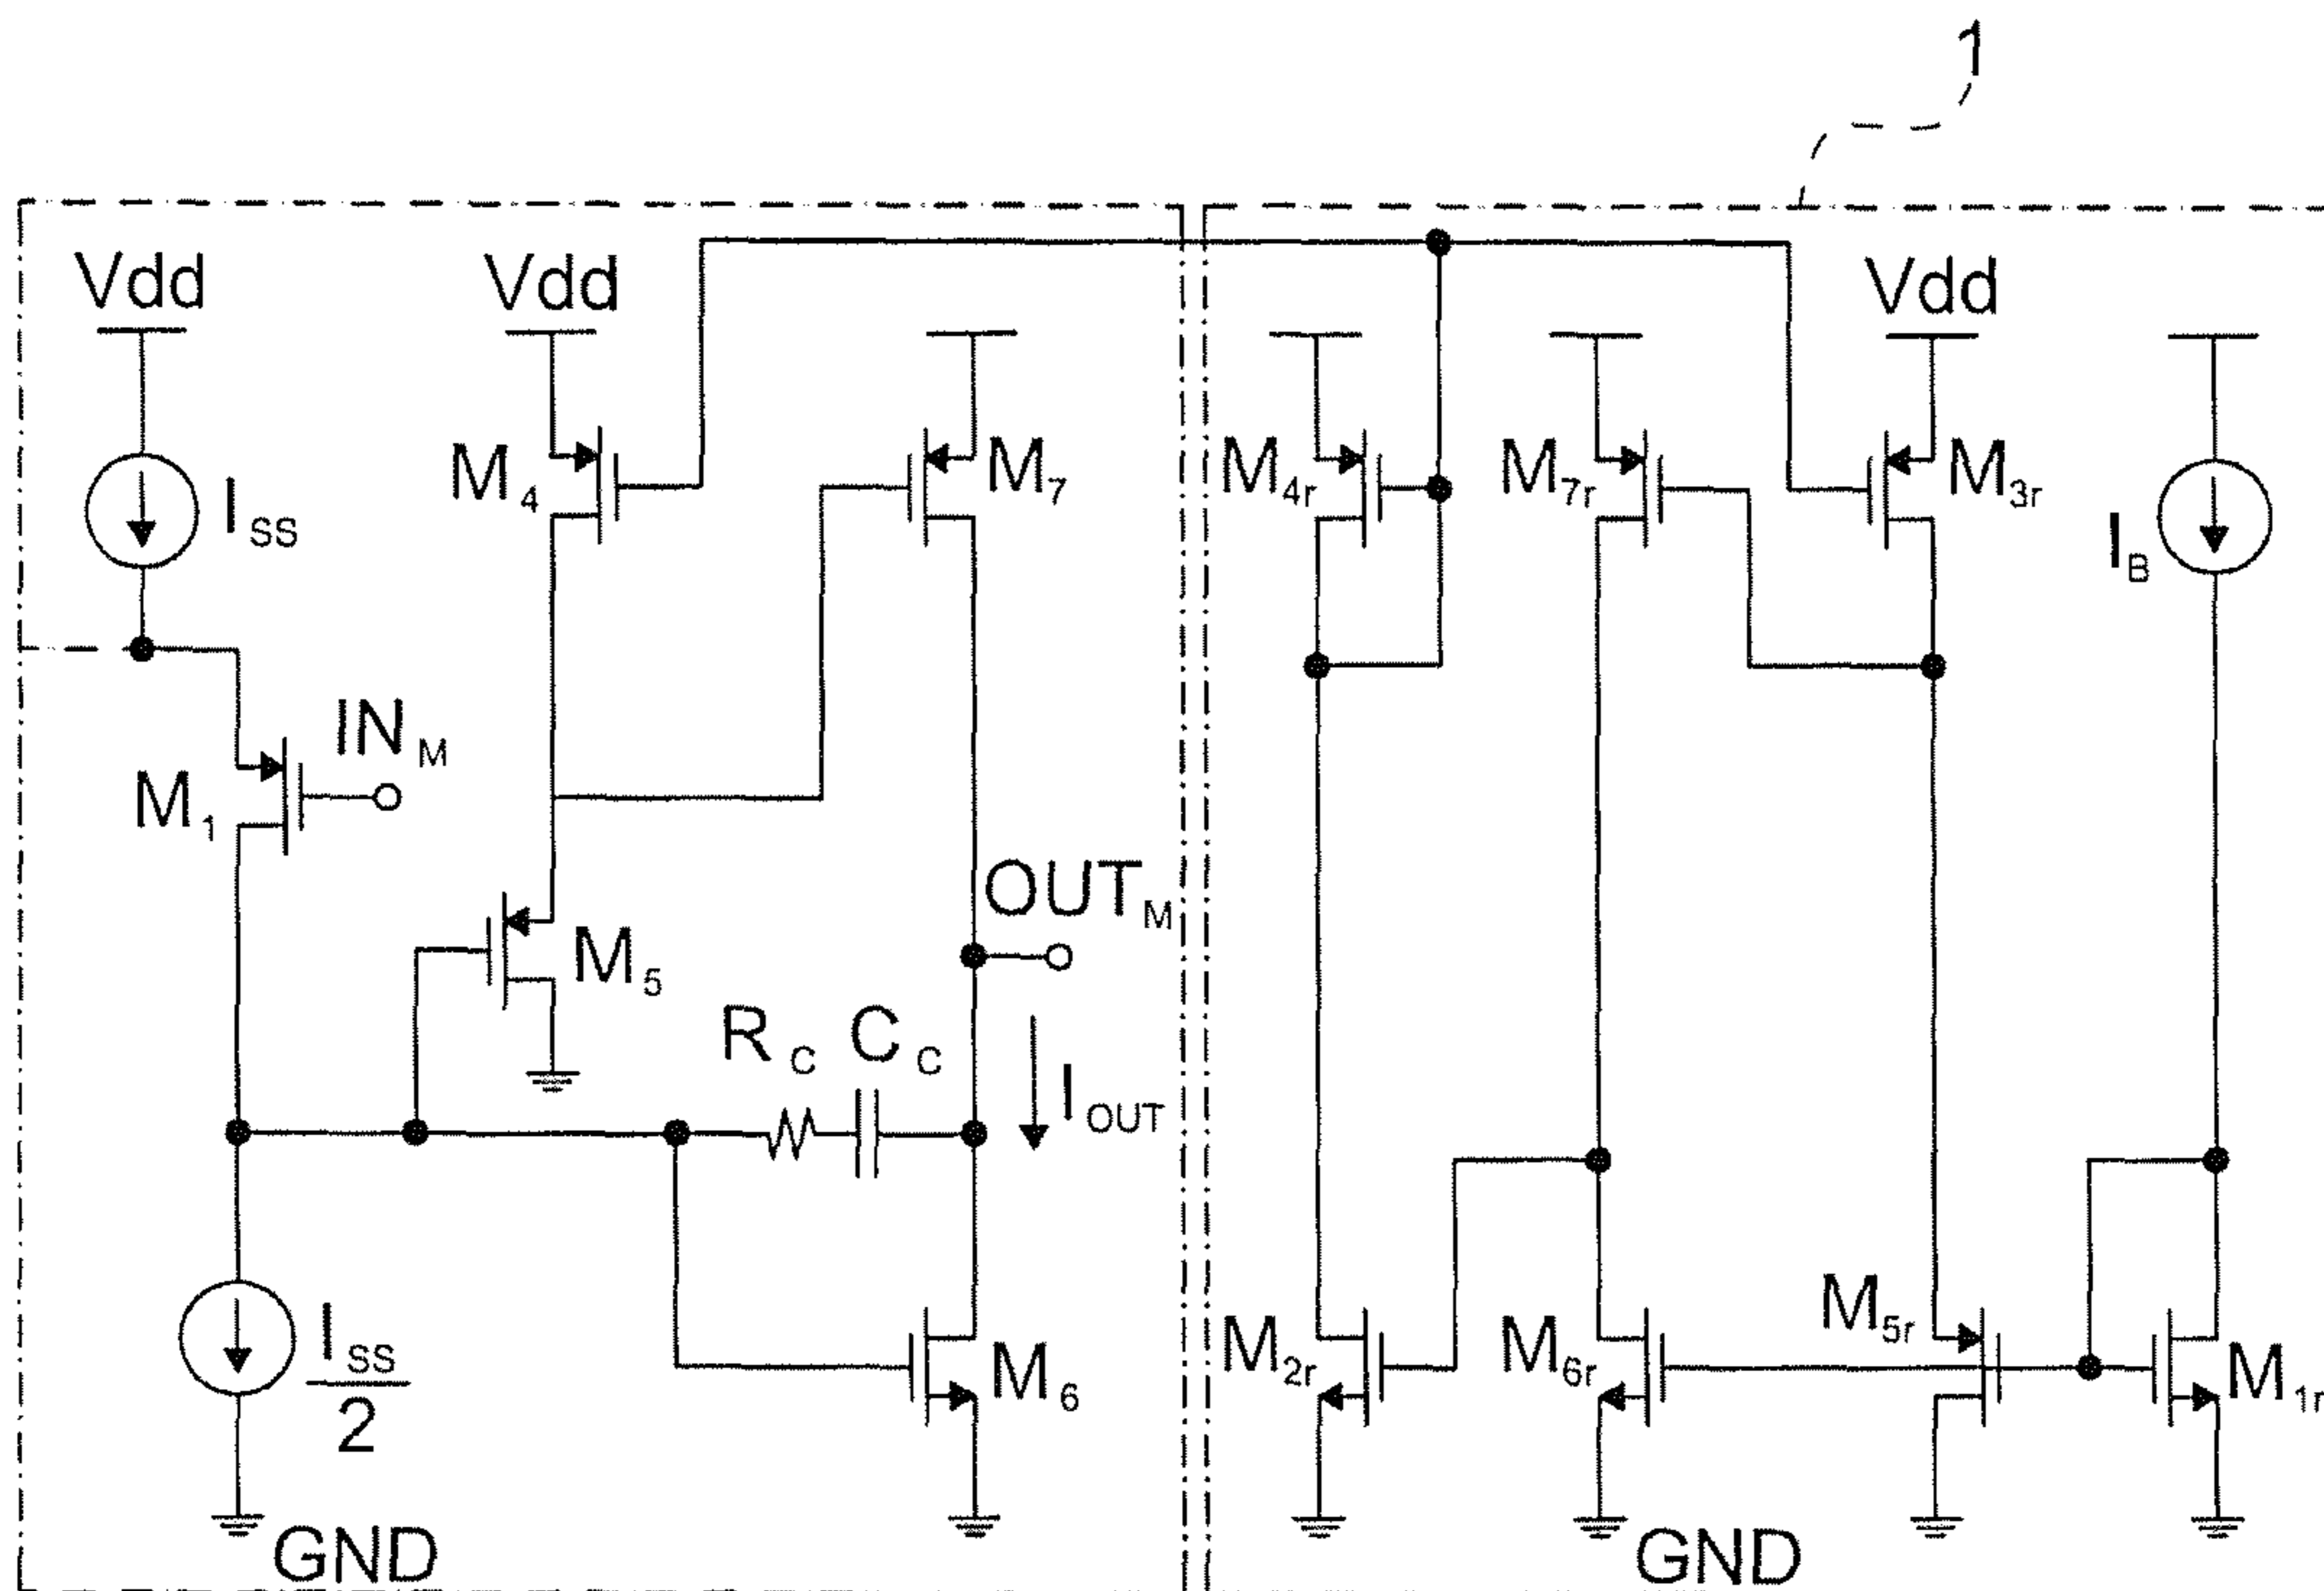 1
Vdd Vdd Vdd
M4 M7 M4r M7r M3r
ISS IB
INM
M1
OUTM
M5
RC CC
IOUT
M2r M6r M5r M1r
ISS/2 M6
GND GND